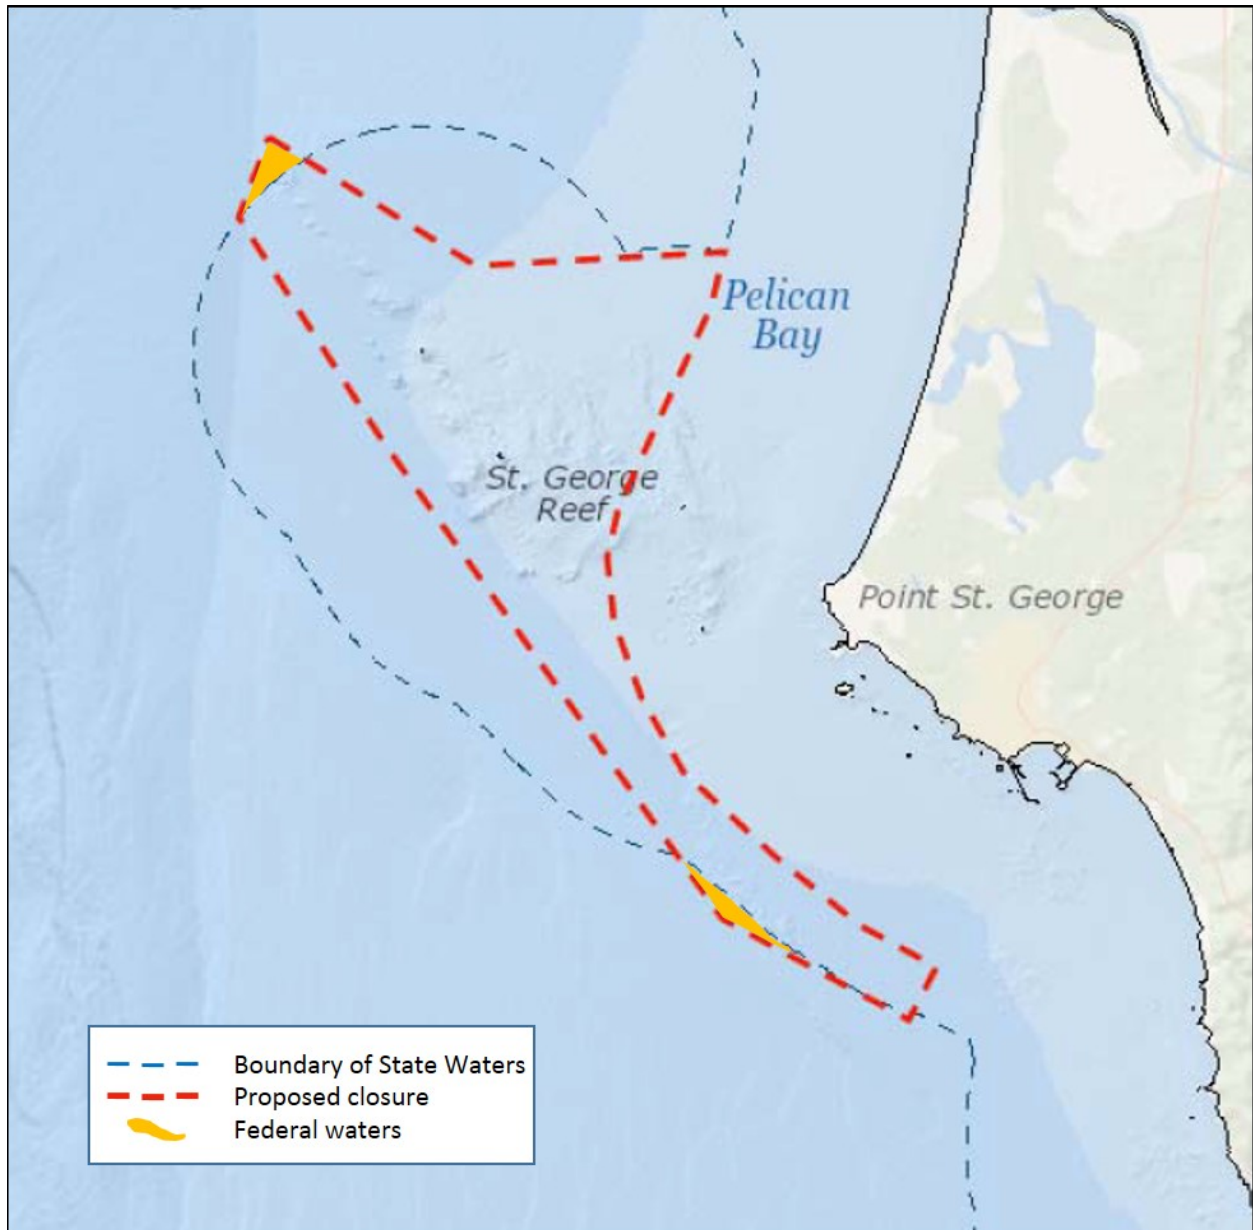 Pelican
Bay
St. George
Reef
Point St. George
Boundary of State Waters
Proposed closure
Federal waters